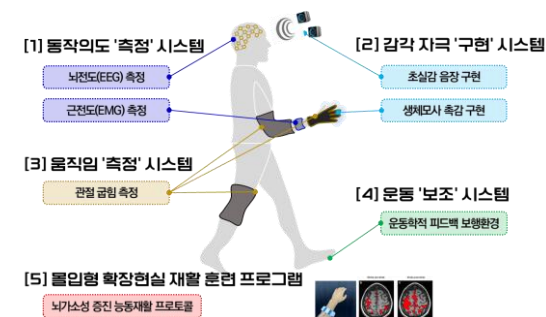 [1] 동작의도 '측정' 시스템
뇌전도(EEG) 측정
근전도(EMG) 측정
[2] 감각 자극 '구현' 시스템
초실감 음장 구현
생체모사 촉감 구현
[3] 움직임 '측정' 시스템
관절 굽힘 측정
[4] 운동 '보조' 시스템
운동학적 피드백 보행환경
[5] 몰입형 확장현실 재활 훈련 프로그램
뇌가소성 증진 능동재활 프로토콜